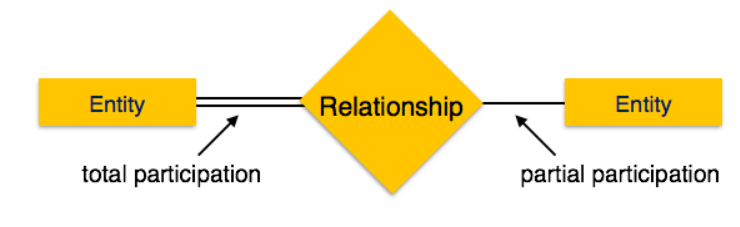 Entity
Relationship
Entity
total participation
partial participation